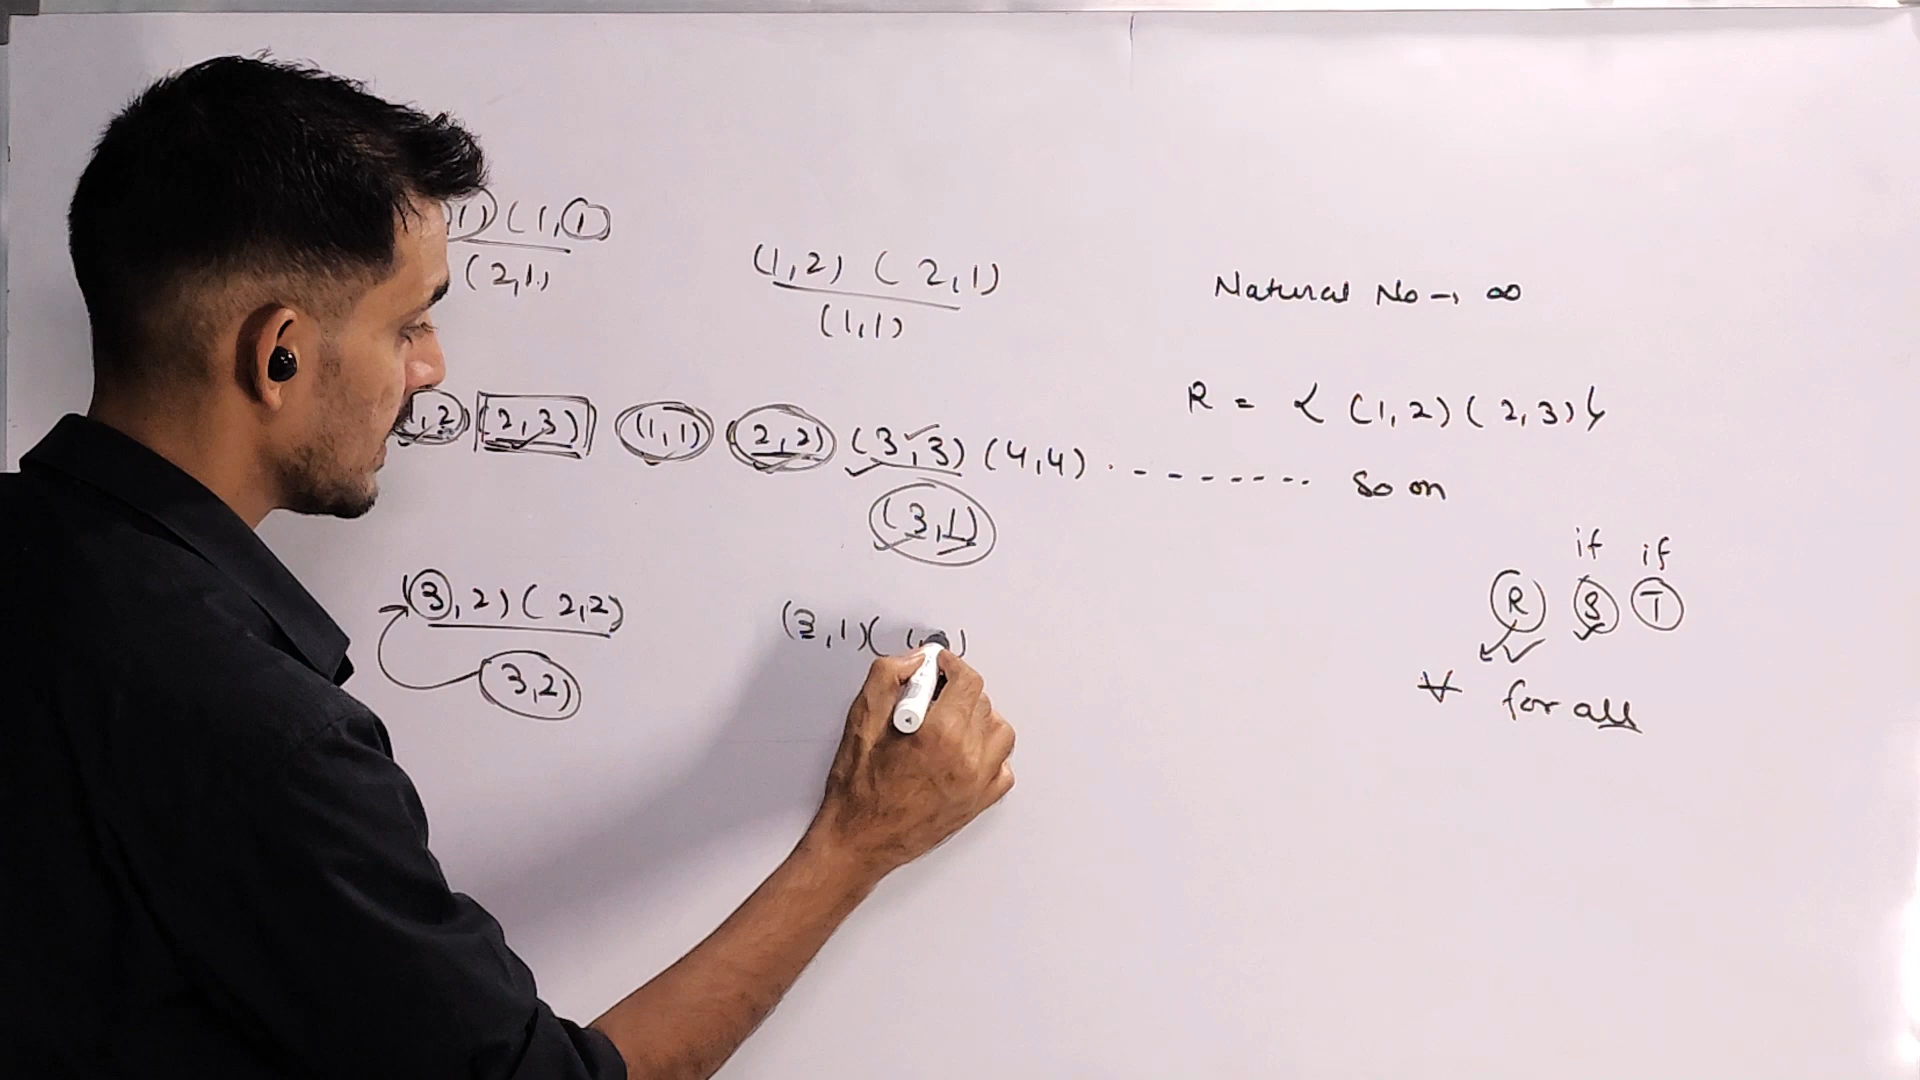 1) (1,1)
(2,1)
(1,2) (2,1)
(1,1)
Natural No → ∞
R = { (1,2) (2,3) }
1,2 (2,3) (1,1) (2,2) (3,3) (4,4) - - - - - - - - So on
(3,1)
if if
R S T
∀ for all
(3,2) (2,2)
(3,2)
(3,1) (1,